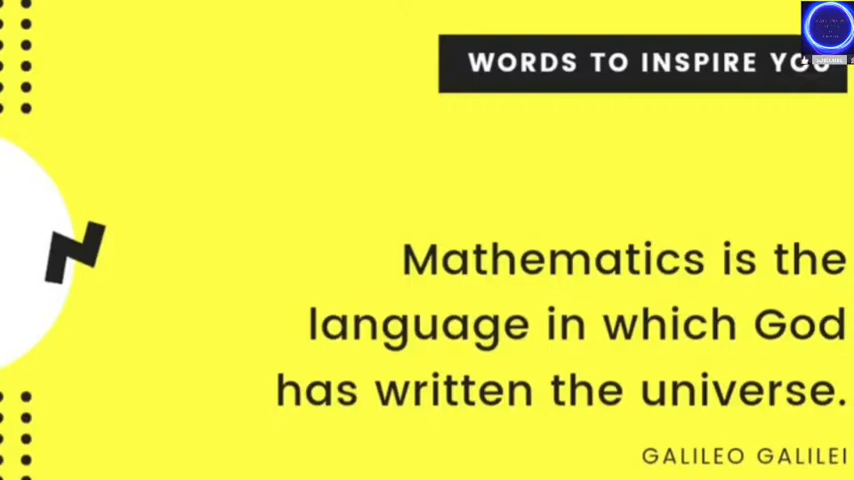 WORDS TO INSPIRE YOU
Mathematics is the
language in which God
has written the universe.
GALILEO GALILEI